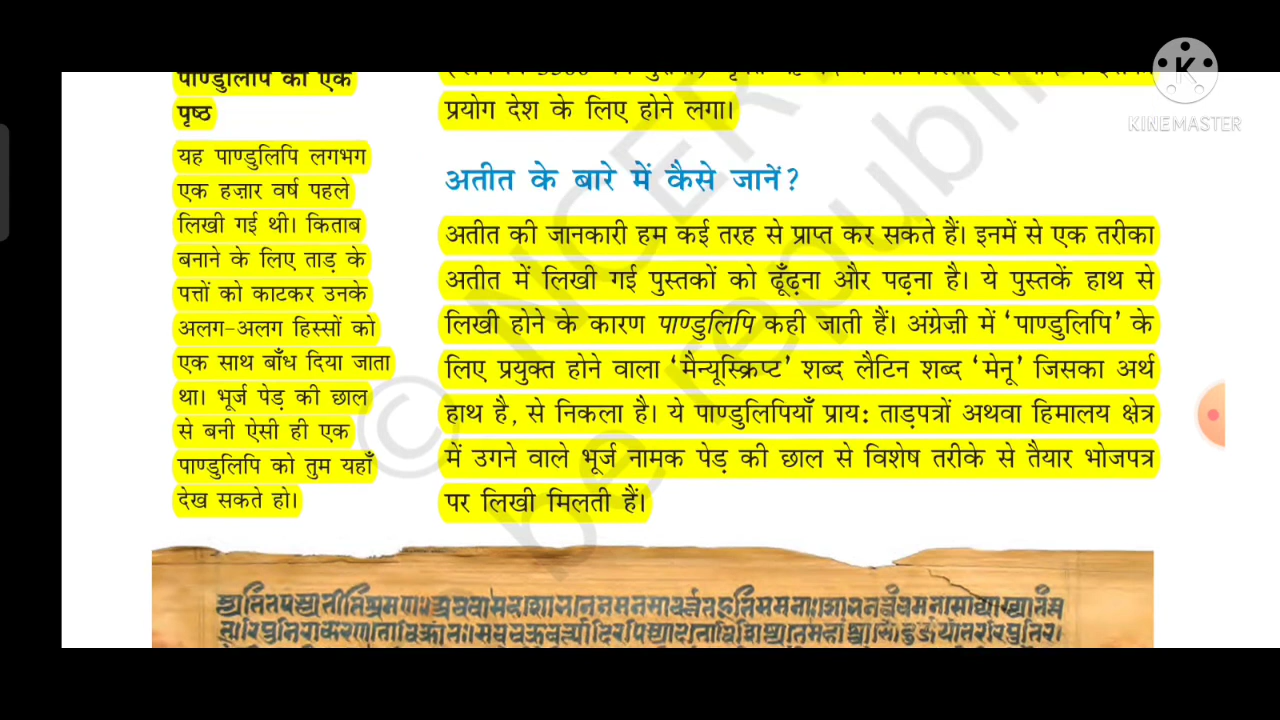 पाण्डुलिपि का एक
पृष्ठ
यह पाण्डुलिपि लगभग
एक हज़ार वर्ष पहले
लिखी गई थी। किताब
बनाने के लिए ताड़ के
पत्तों को काटकर उनके
अलग-अलग हिस्सों को
एक साथ बाँध दिया जाता
था। भूर्ज पेड़ की छाल
से बनी ऐसी ही एक
पाण्डुलिपि को तुम यहाँ
देख सकते हो।
प्रयोग देश के लिए होने लगा।
अतीत के बारे में कैसे जानें?
अतीत की जानकारी हम कई तरह से प्राप्त कर सकते हैं। इनमें से एक तरीका
अतीत में लिखी गई पुस्तकों को ढूँढ़ना और पढ़ना है। ये पुस्तकें हाथ से
लिखी होने के कारण पाण्डुलिपि कही जाती हैं। अंग्रेजी में ‘पाण्डुलिपि’ के
लिए प्रयुक्त होने वाला ‘मैन्यूस्क्रिप्ट’ शब्द लैटिन शब्द ‘मेनू’ जिसका अर्थ
हाथ है, से निकला है। ये पाण्डुलिपियाँ प्राय: ताड़पत्रों अथवा हिमालय क्षेत्र
में उगने वाले भूर्ज नामक पेड़ की छाल से विशेष तरीके से तैयार भोजपत्र
पर लिखी मिलती हैं।
© NCERT
be republi
K
KINEMASTER